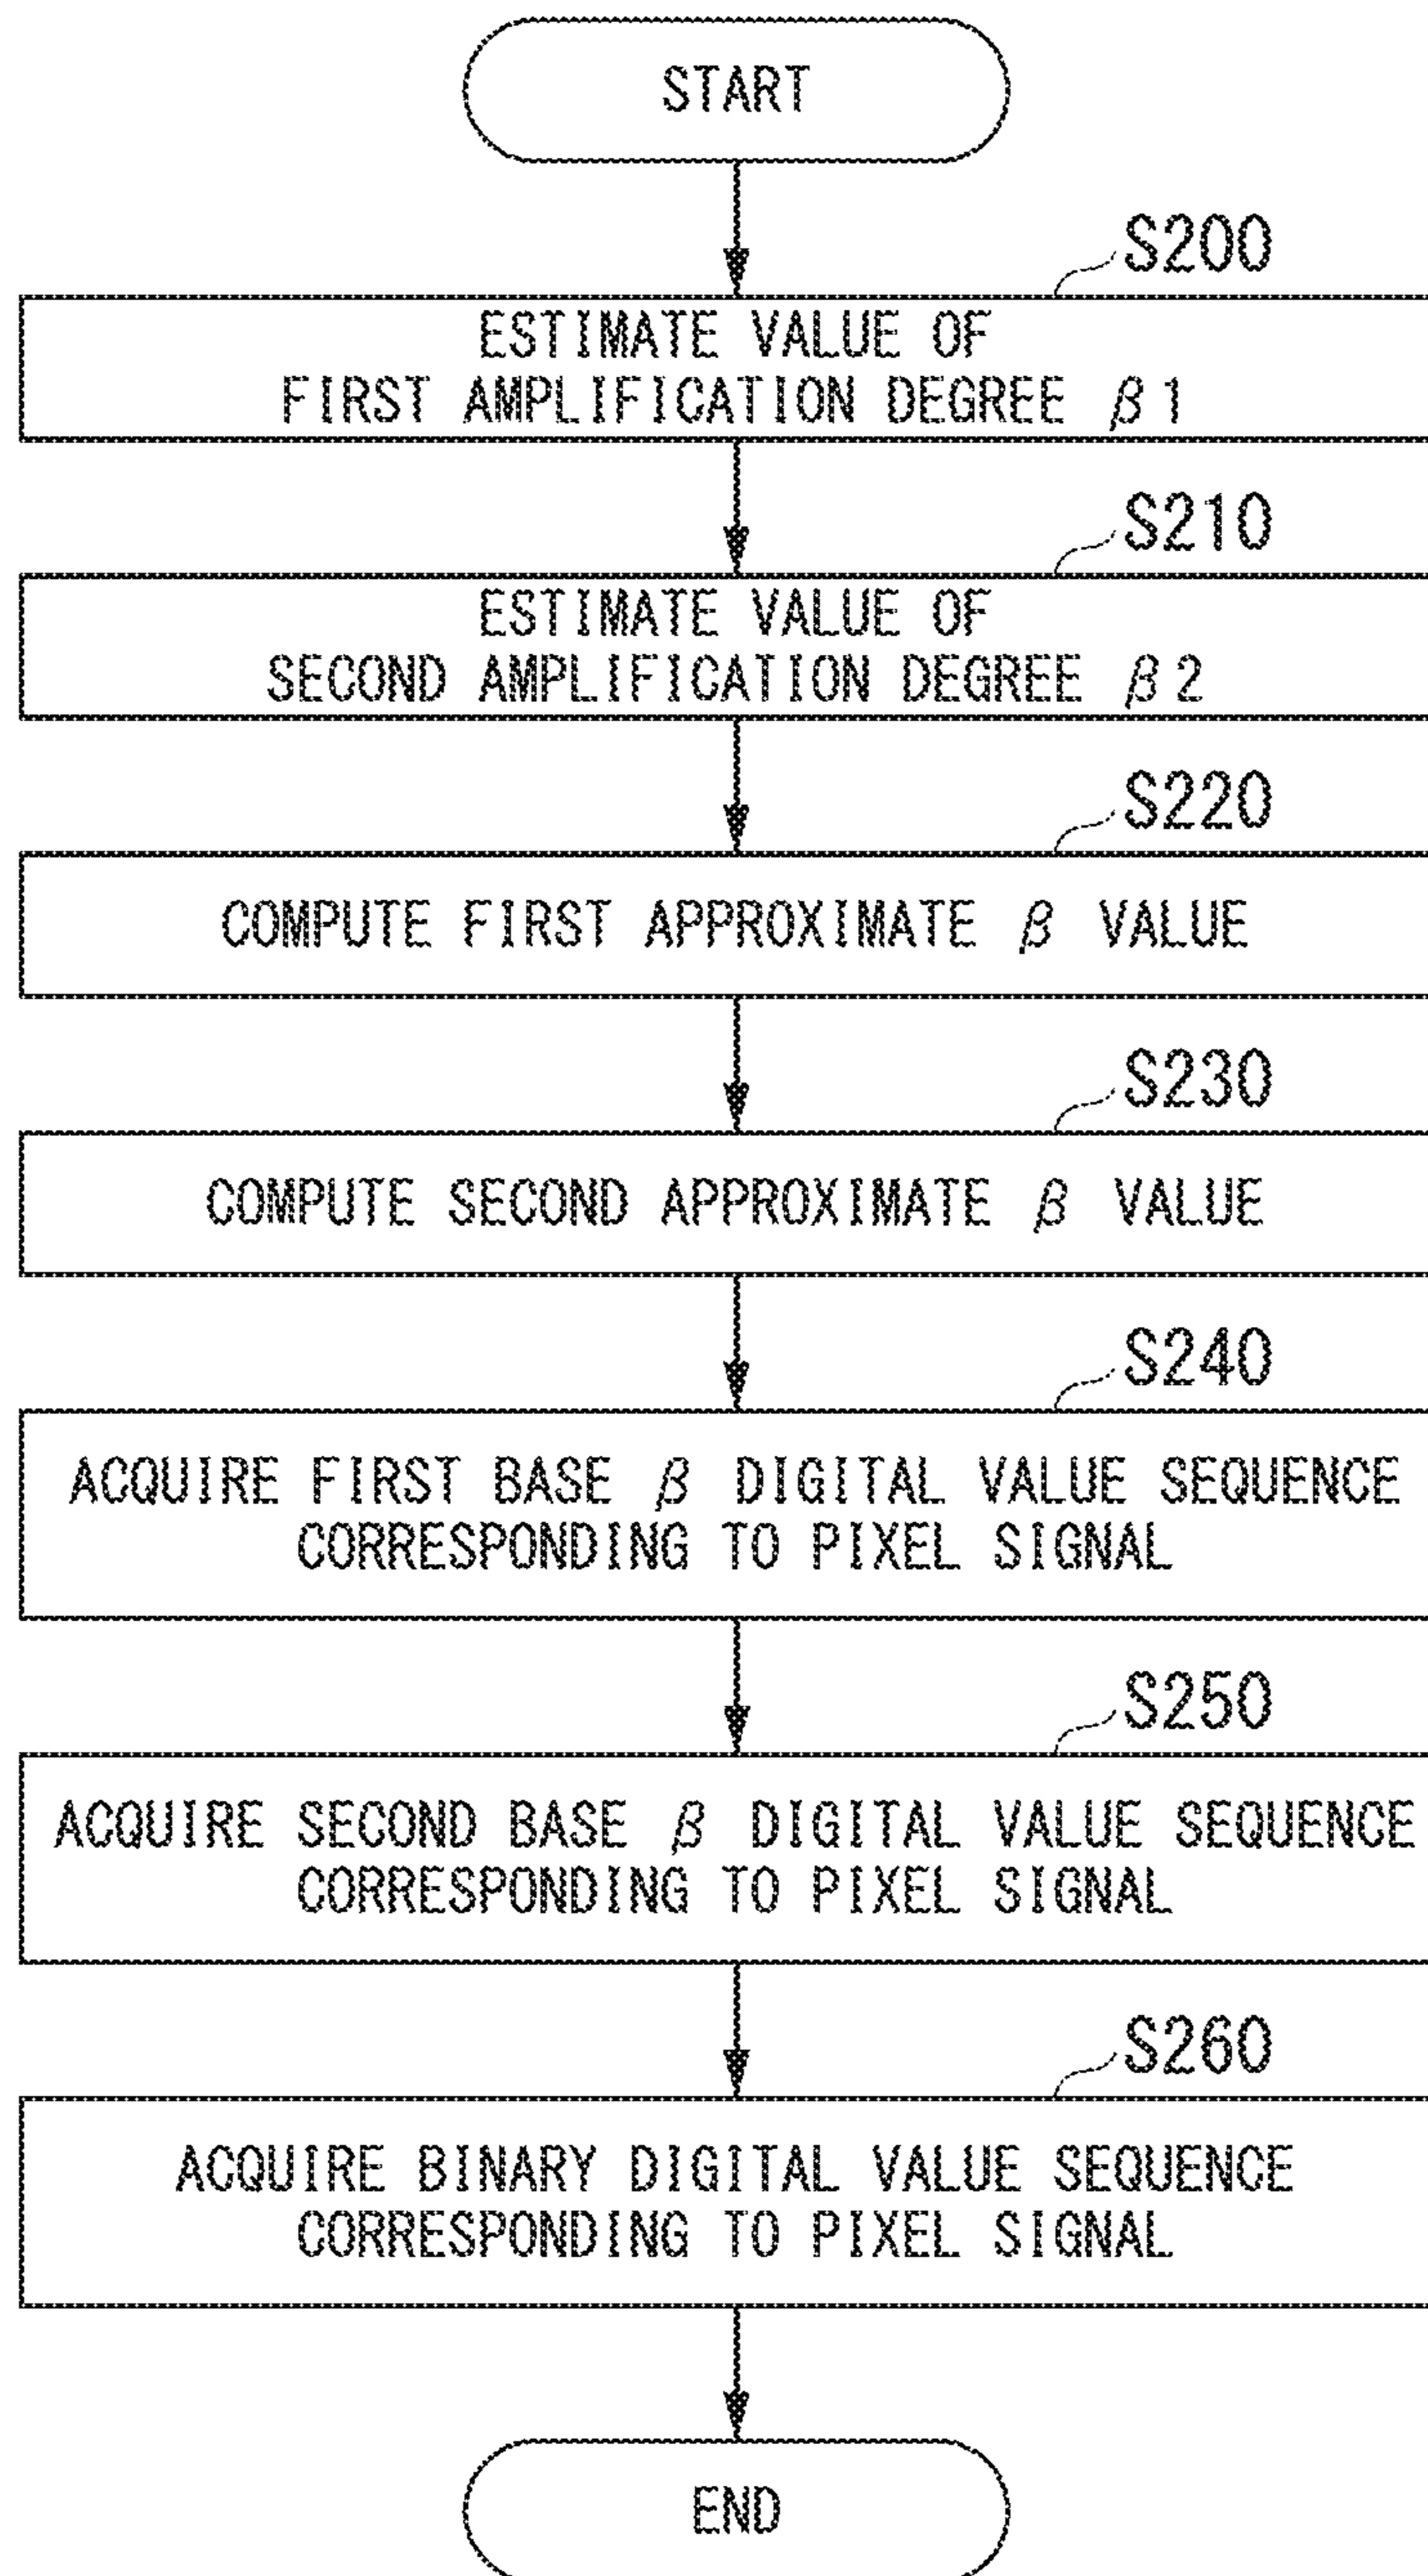 START
S200
ESTIMATE VALUE OF
FIRST AMPLIFICATION DEGREE β1
S210
ESTIMATE VALUE OF
SECOND AMPLIFICATION DEGREE β2
S220
COMPUTE FIRST APPROXIMATE β VALUE
S230
COMPUTE SECOND APPROXIMATE β VALUE
S240
ACQUIRE FIRST BASE β DIGITAL VALUE SEQUENCE
CORRESPONDING TO PIXEL SIGNAL
S250
ACQUIRE SECOND BASE β DIGITAL VALUE SEQUENCE
CORRESPONDING TO PIXEL SIGNAL
S260
ACQUIRE BINARY DIGITAL VALUE SEQUENCE
CORRESPONDING TO PIXEL SIGNAL
END